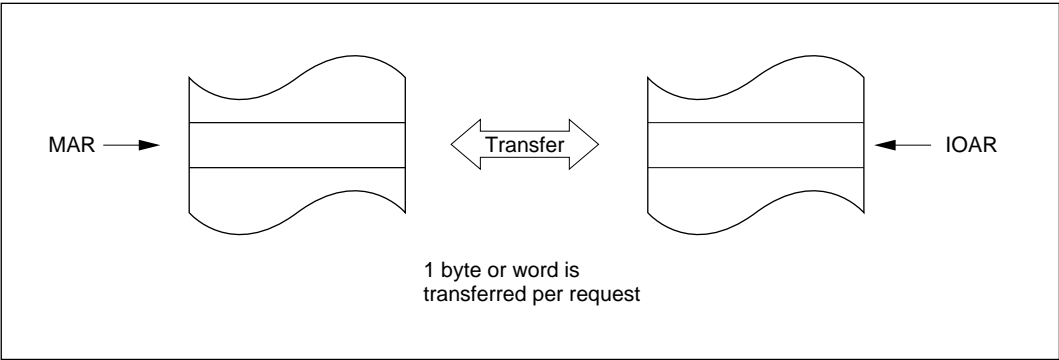 MAR
Transfer
IOAR
1 byte or word is
transferred per request